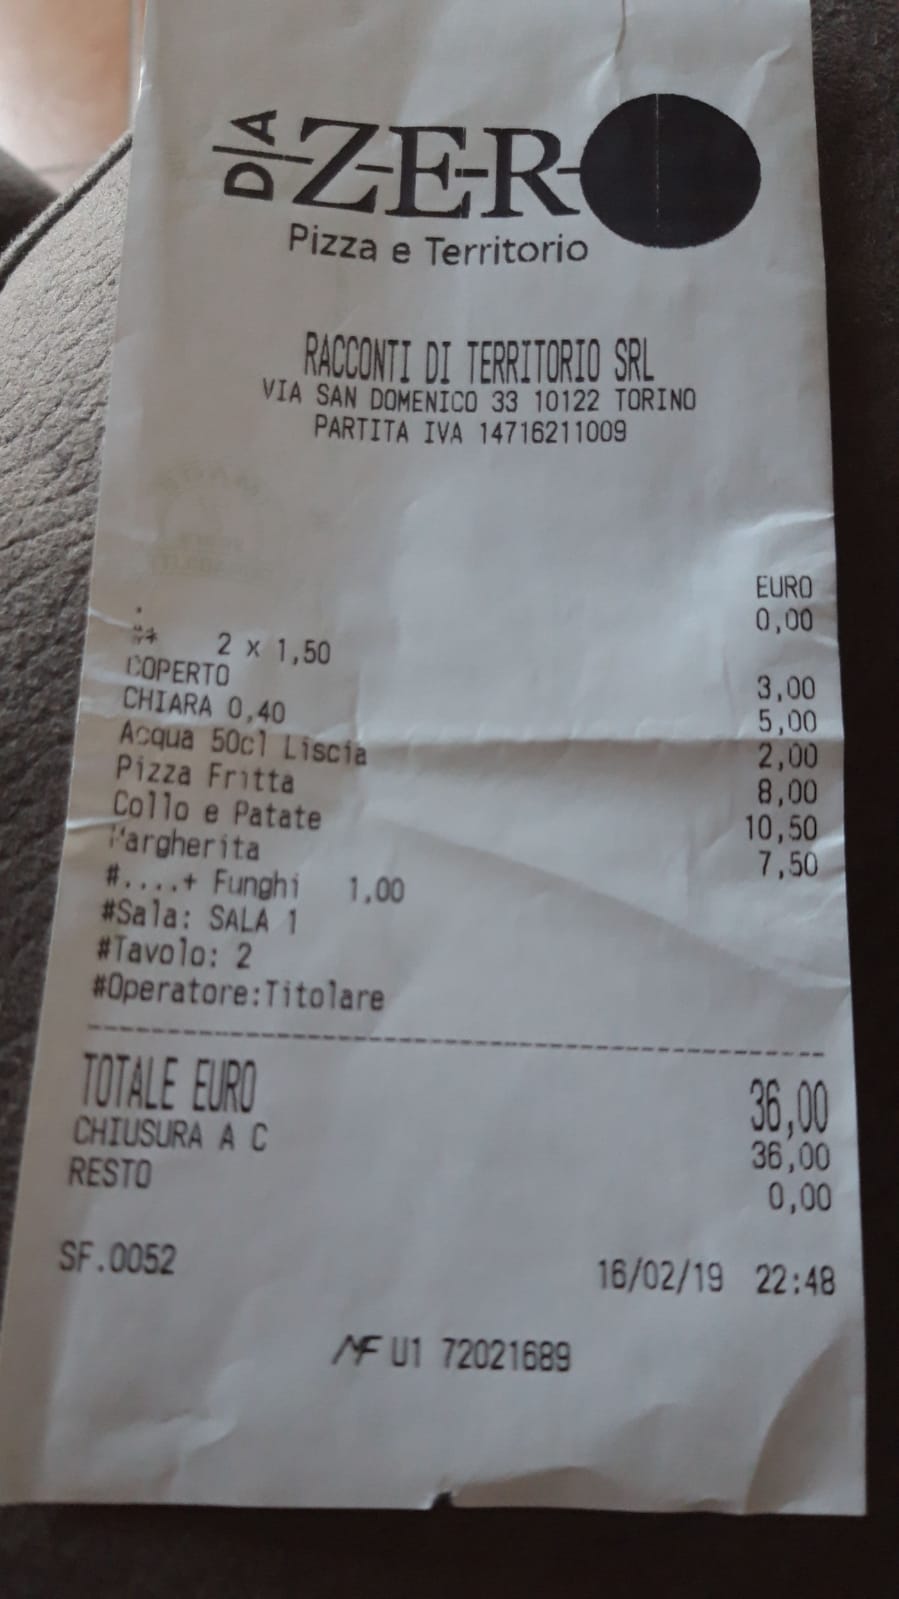 DA ZERO
Pizza e Territorio
RACCONTI DI TERRITORIO SRL
VIA SAN DOMENICO 33 10122 TORINO
PARTITA IVA 14716211009
EURO
. 0,00
#* 2 x 1,50
COPERTO 3,00
CHIARA 0,40 5,00
Acqua 50cl Liscia 2,00
Pizza Fritta 8,00
Collo e Patate 10,50
Margherita 7,50
#....+ Funghi 1,00
#Sala: SALA 1
#Tavolo: 2
#Operatore:Titolare
TOTALE EURO 36,00
CHIUSURA A C 36,00
RESTO 0,00
SF.0052 16/02/19 22:48
MF U1 72021689